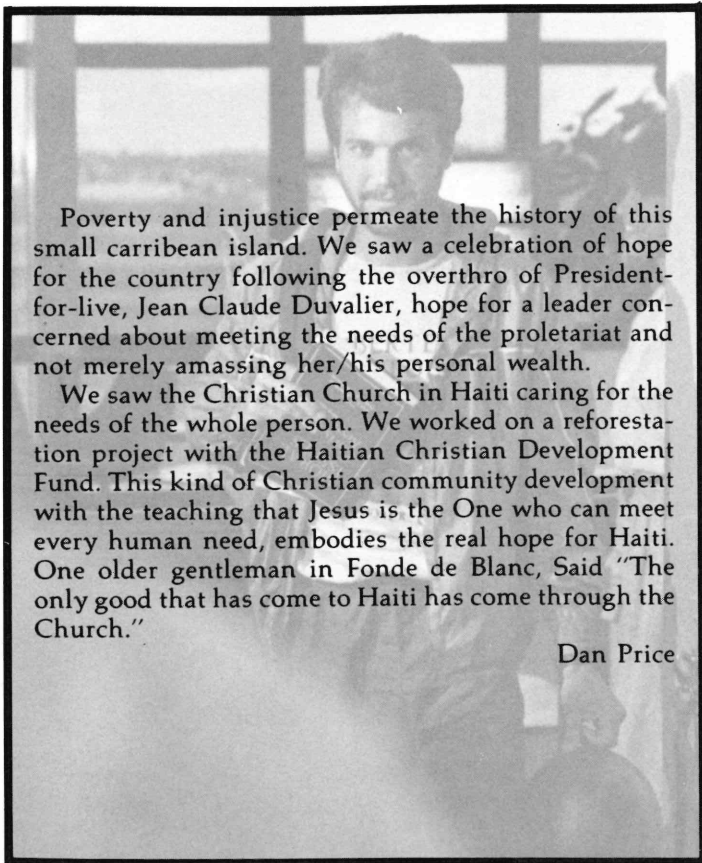 Poverty and injustice permeate the history of this
small carribean island. We saw a celebration of hope
for the country following the overthro of President-
for-live, Jean Claude Duvalier, hope for a leader con-
cerned about meeting the needs of the proletariat and
not merely amassing her/his personal wealth.
We saw the Christian Church in Haiti caring for the
needs of the whole person. We worked on a reforesta-
tion project with the Haitian Christian Development
Fund. This kind of Christian community development
with the teaching that Jesus is the One who can meet
every human need, embodies the real hope for Haiti.
One older gentleman in Fonde de Blanc, Said "The
only good that has come to Haiti has come through the
Church."
Dan Price